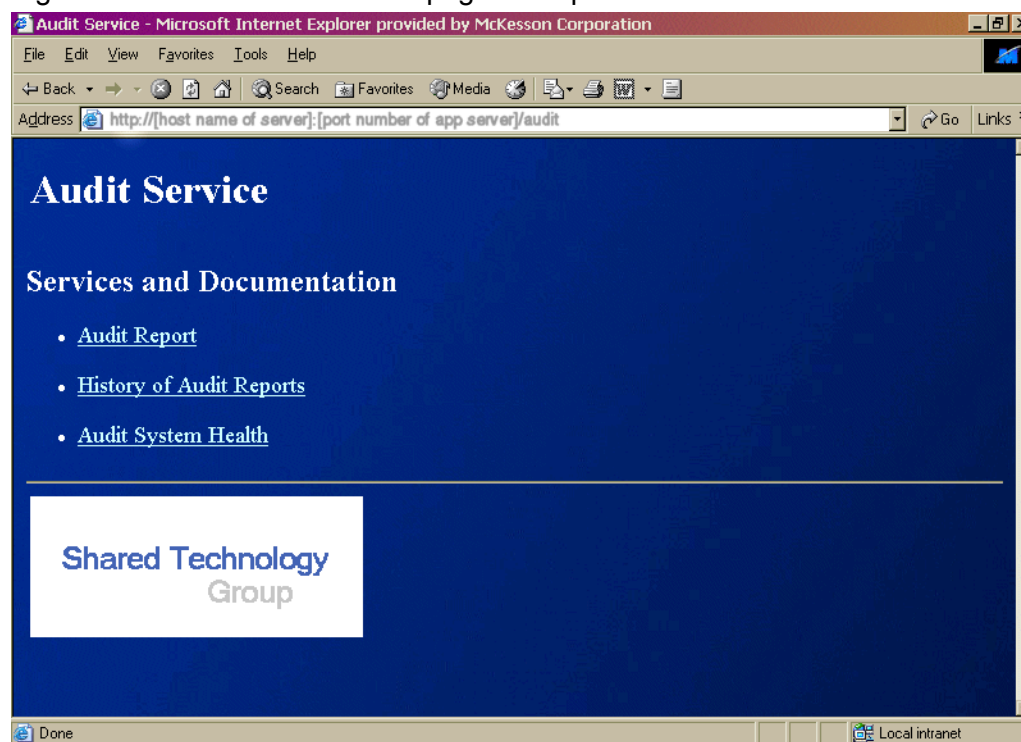 Audit Service - Microsoft Internet Explorer provided by McKesson Corporation
File Edit View Favorites Tools Help
Back Search Favorites Media
Address http://[host name of server]:[port number of app server]/audit Go Links
Audit Service
Services and Documentation
• Audit Report
• History of Audit Reports
• Audit System Health
Shared Technology
Group
Done Local intranet